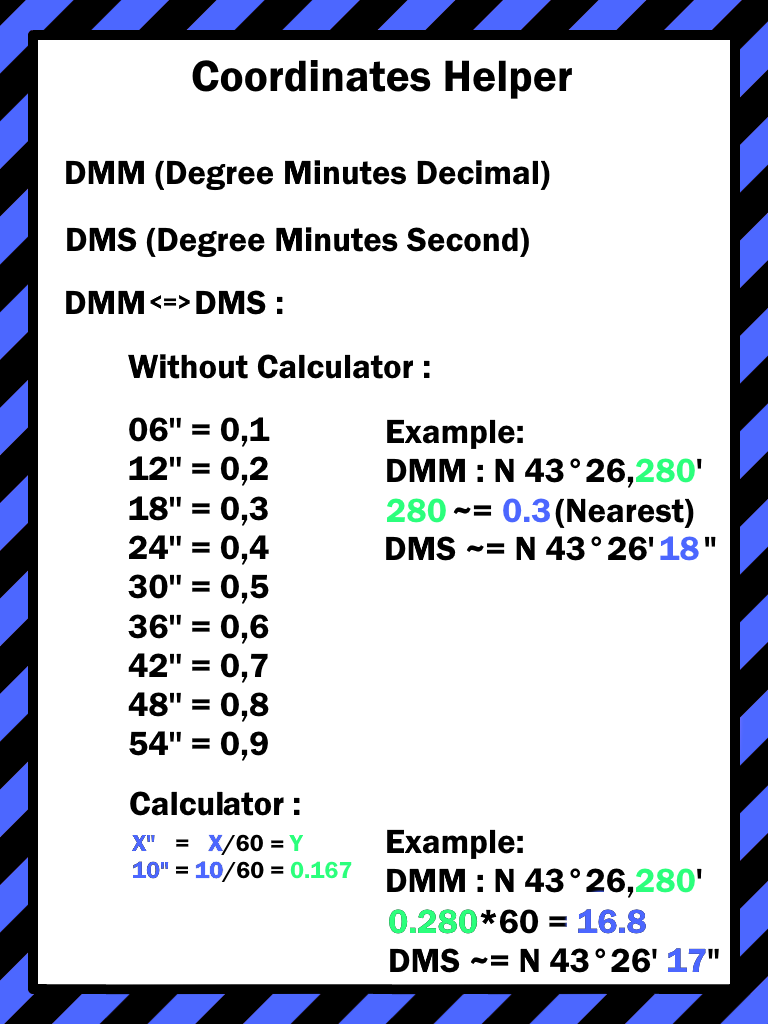 Coordinates Helper
DMM (Degree Minutes Decimal)
DMS (Degree Minutes Second)
DMM <=> DMS :
Without Calculator :
06" = 0,1
12" = 0,2
18" = 0,3
24" = 0,4
30" = 0,5
36" = 0,6
42" = 0,7
48" = 0,8
54" = 0,9
Example:
DMM : N 43°26,280'
280 ~= 0.3 (Nearest)
DMS ~= N 43°26'18"
Calculator :
X" = X/60 = Y
10" = 10/60 = 0.167
Example:
DMM : N 43°26,280'
0.280*60 = 16.8
DMS ~= N 43°26' 17"